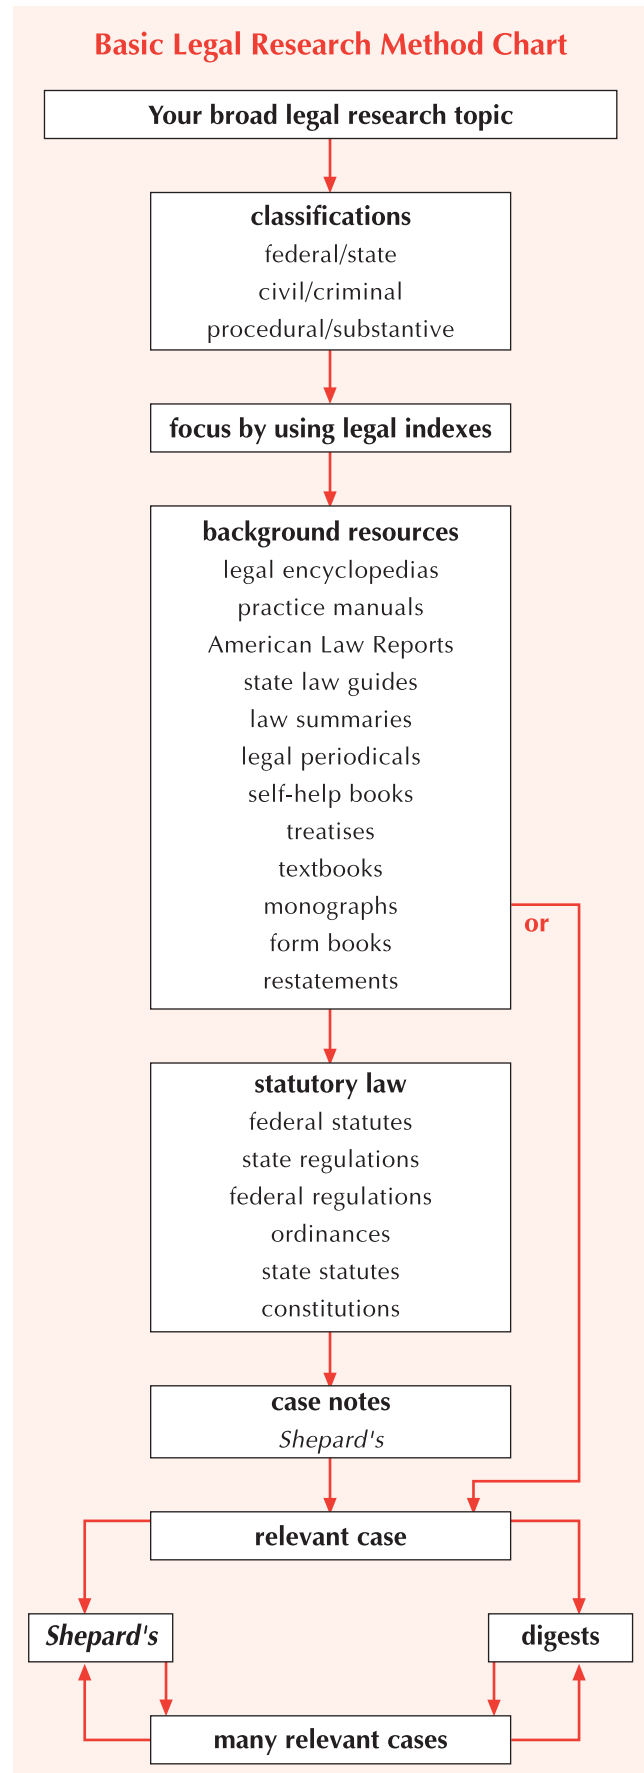 Basic Legal Research Method Chart
Your broad legal research topic
classifications
federal/state
civil/criminal
procedural/substantive
focus by using legal indexes
background resources
legal encyclopedias
practice manuals
American Law Reports
state law guides
law summaries
legal periodicals
self-help books
treatises
textbooks
monographs
or
form books
restatements
statutory law
federal statutes
state regulations
federal regulations
ordinances
state statutes
constitutions
case notes
Shepard's
relevant case
Shepard's
digests
many relevant cases